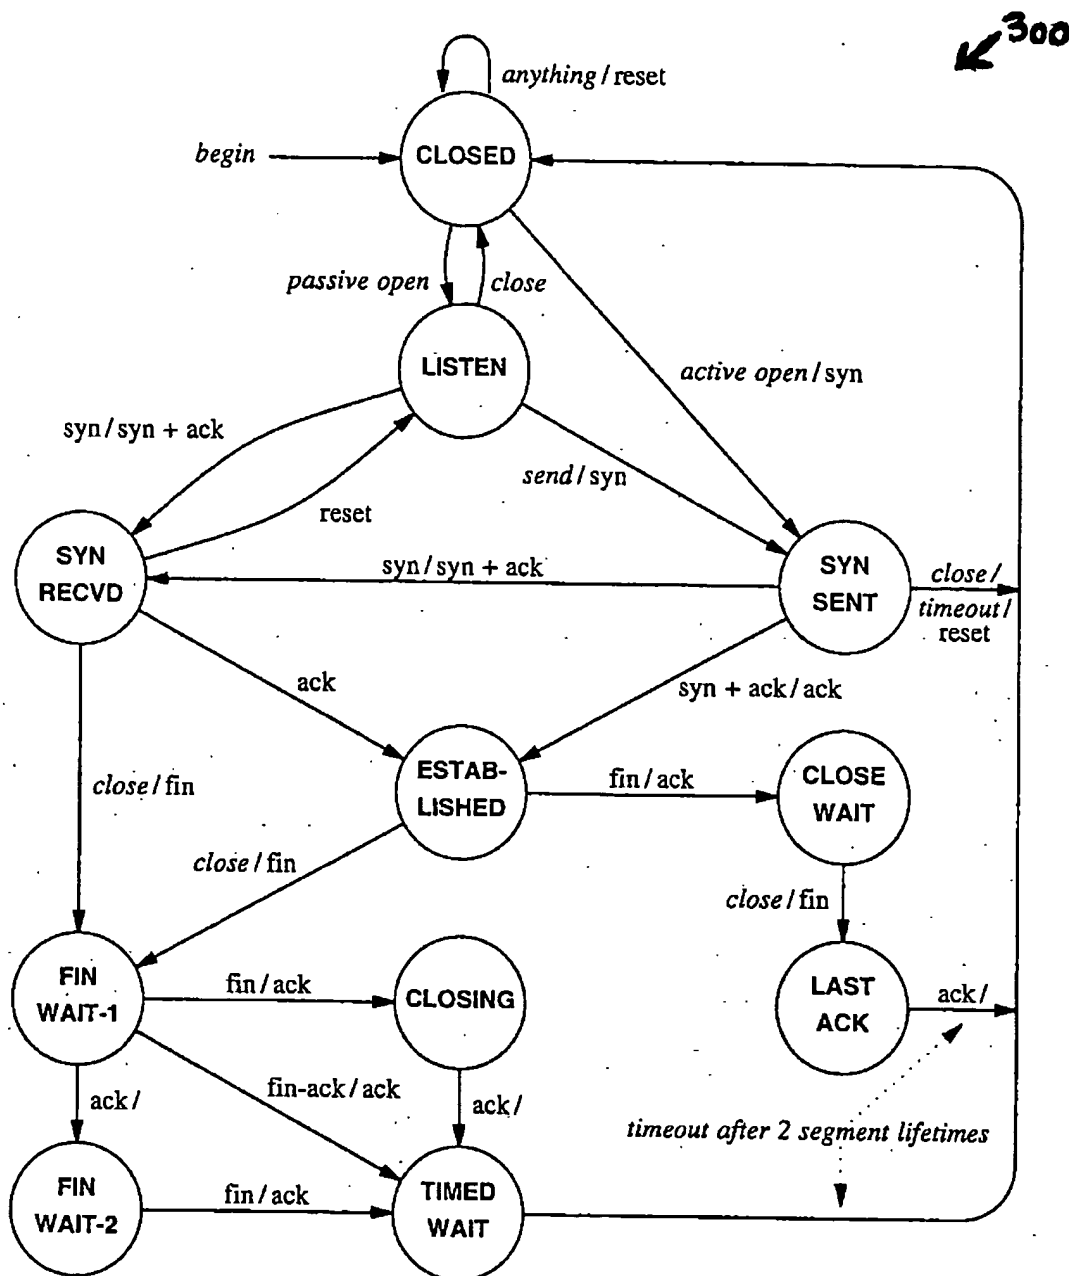 300
anything / reset
begin
CLOSED
passive open
close
LISTEN
active open / syn
syn / syn + ack
send / syn
reset
SYN
RECVD
syn / syn + ack
SYN
SENT
close /
timeout /
reset
ack
syn + ack / ack
close / fin
ESTAB-
LISHED
fin / ack
CLOSE
WAIT
close / fin
close / fin
FIN
WAIT-1
fin / ack
CLOSING
LAST
ACK
ack /
ack /
fin-ack / ack
ack /
timeout after 2 segment lifetimes
FIN
WAIT-2
fin / ack
TIMED
WAIT